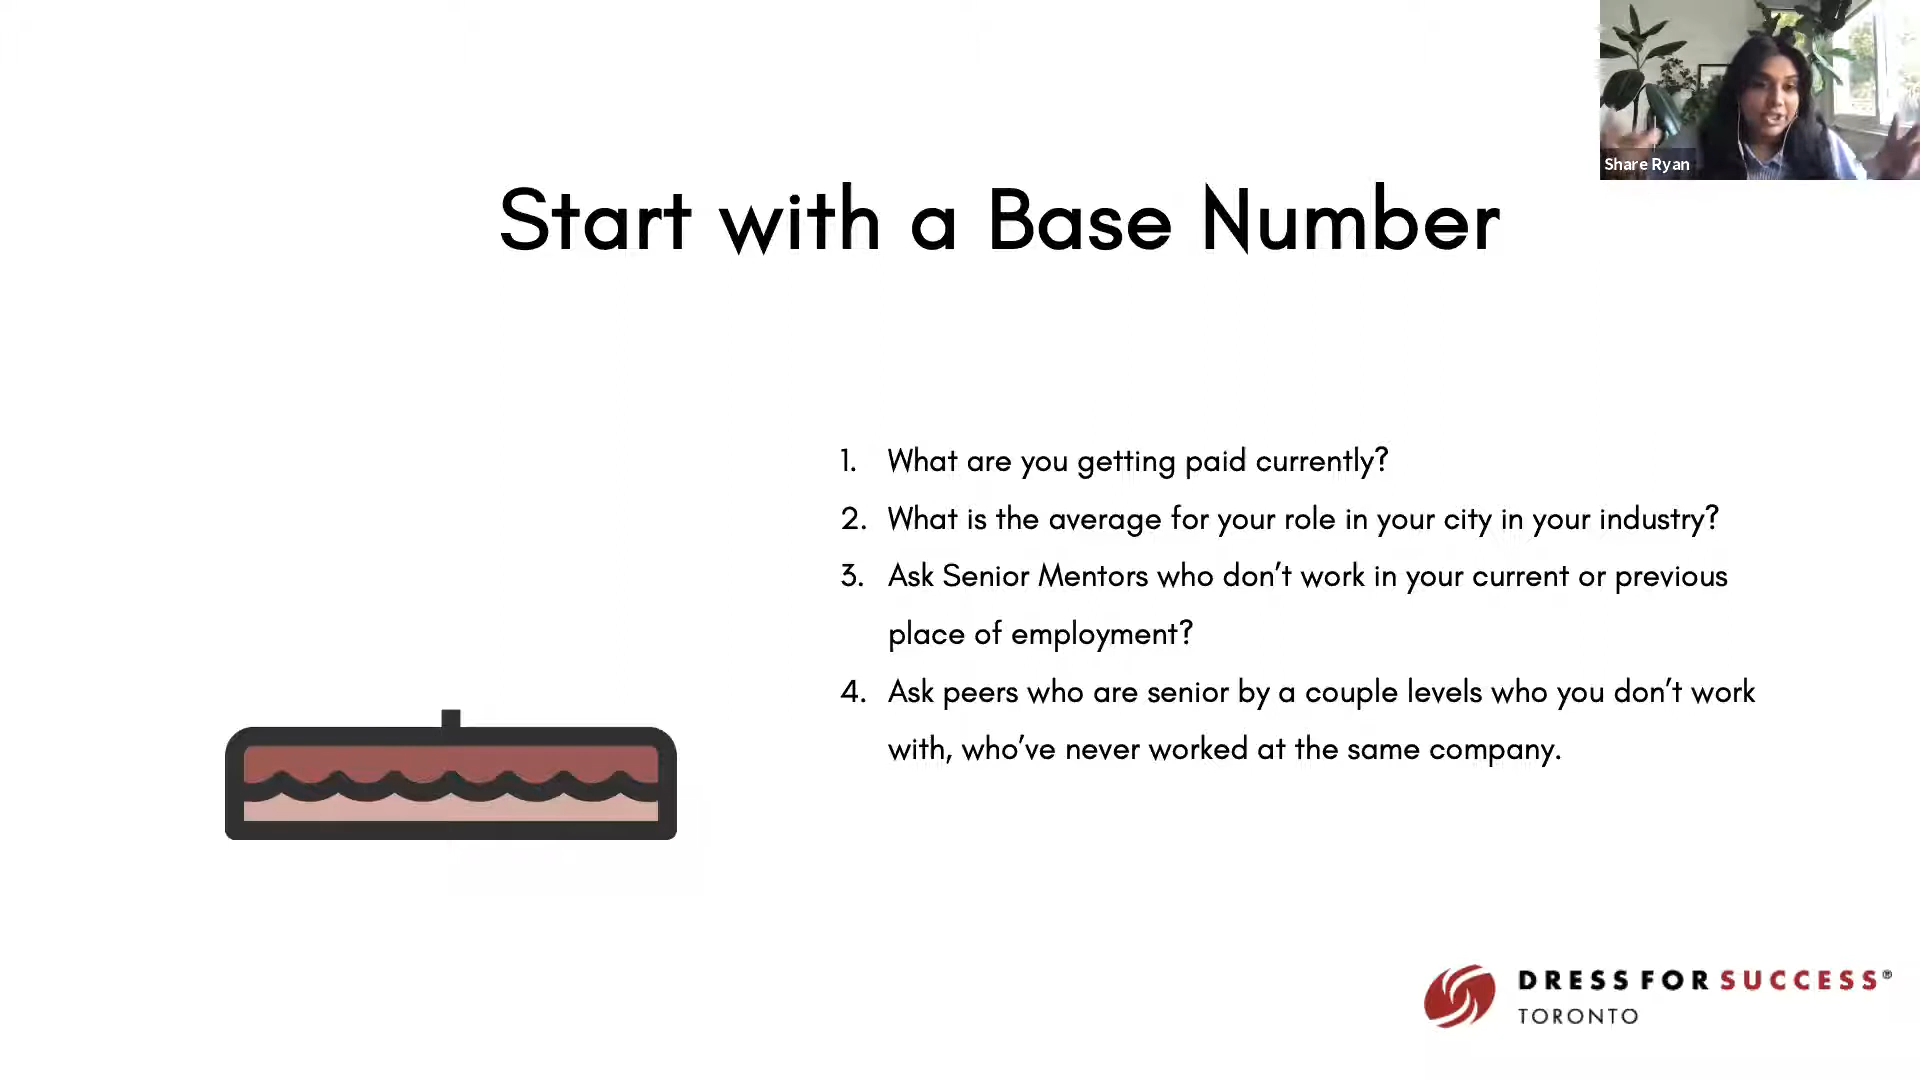 Share Ryan
Start with a Base Number
1. What are you getting paid currently?
2. What is the average for your role in your city in your industry?
3. Ask Senior Mentors who don’t work in your current or previous
place of employment?
4. Ask peers who are senior by a couple levels who you don’t work
with, who’ve never worked at the same company.
DRESS FOR SUCCESS®
TORONTO